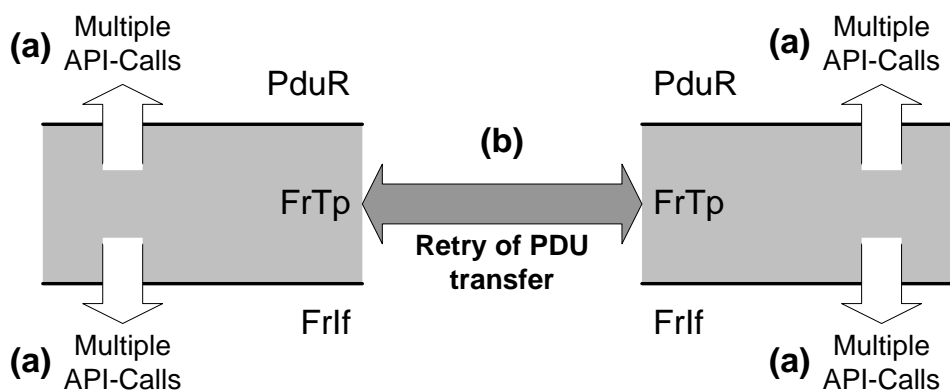 (a) Multiple
API-Calls
(a) Multiple
API-Calls
PduR
PduR
(b)
FrTp
FrTp
Retry of PDU
transfer
FrIf
FrIf
(a) Multiple
API-Calls
(a) Multiple
API-Calls